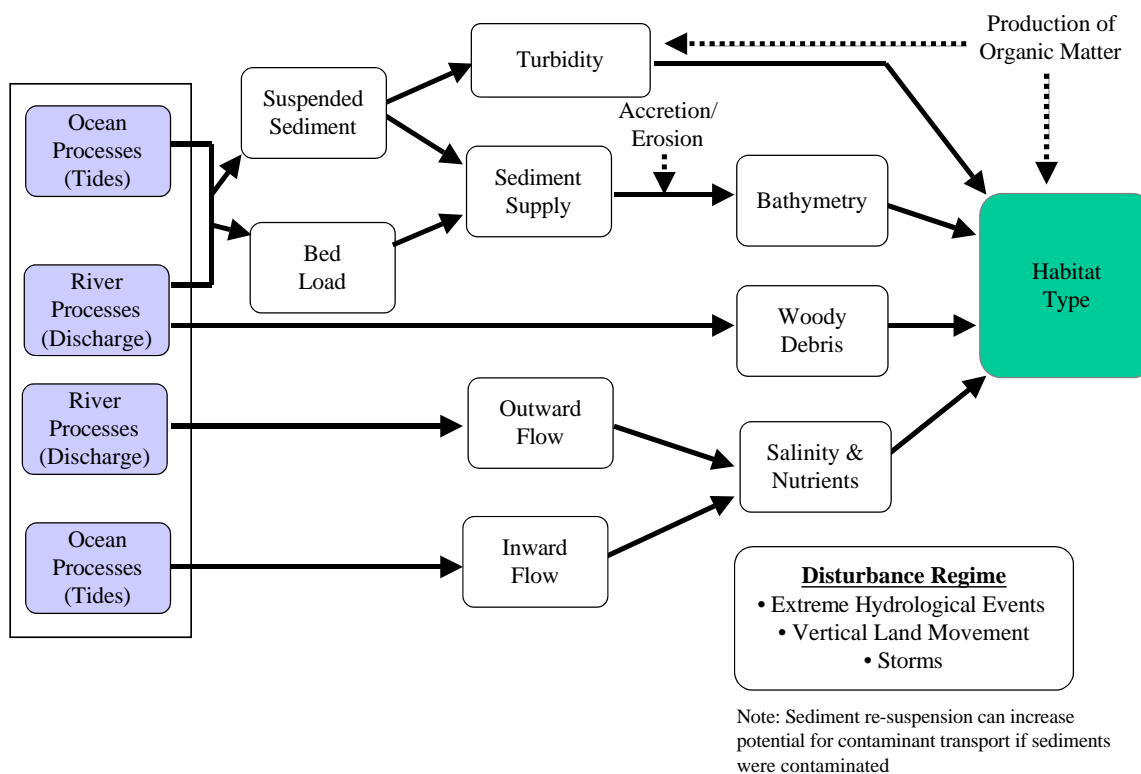 Production of
Organic Matter
Turbidity
Suspended
Sediment
Accretion/
Erosion
Ocean
Processes
(Tides)
Sediment
Supply
Bathymetry
Bed
Load
Habitat
Type
River
Processes
(Discharge)
Woody
Debris
River
Processes
(Discharge)
Outward
Flow
Salinity &
Nutrients
Ocean
Processes
(Tides)
Inward
Flow
Disturbance Regime
• Extreme Hydrological Events
• Vertical Land Movement
• Storms
Note: Sediment re-suspension can increase
potential for contaminant transport if sediments
were contaminated